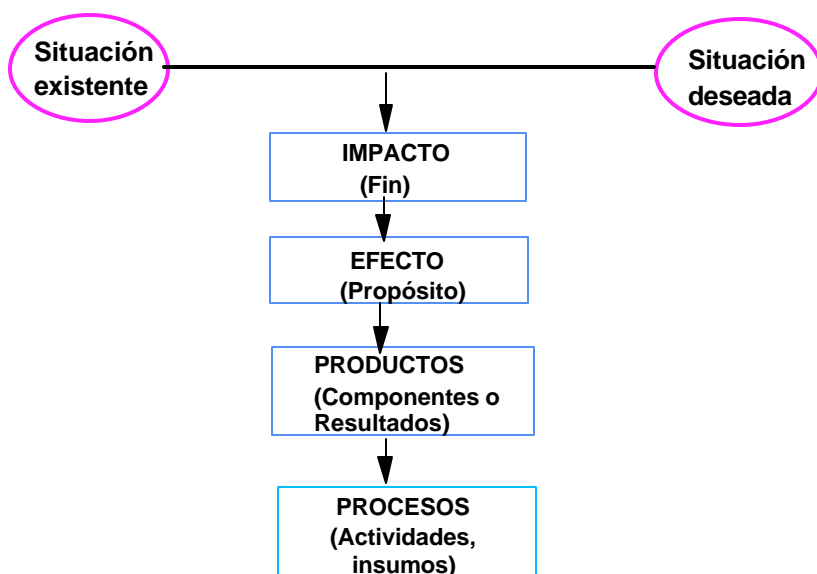 Situación
existente
Situación
deseada
IMPACTO
(Fin)
EFECTO
(Propósito)
PRODUCTOS
(Componentes o
Resultados)
PROCESOS
(Actividades,
insumos)